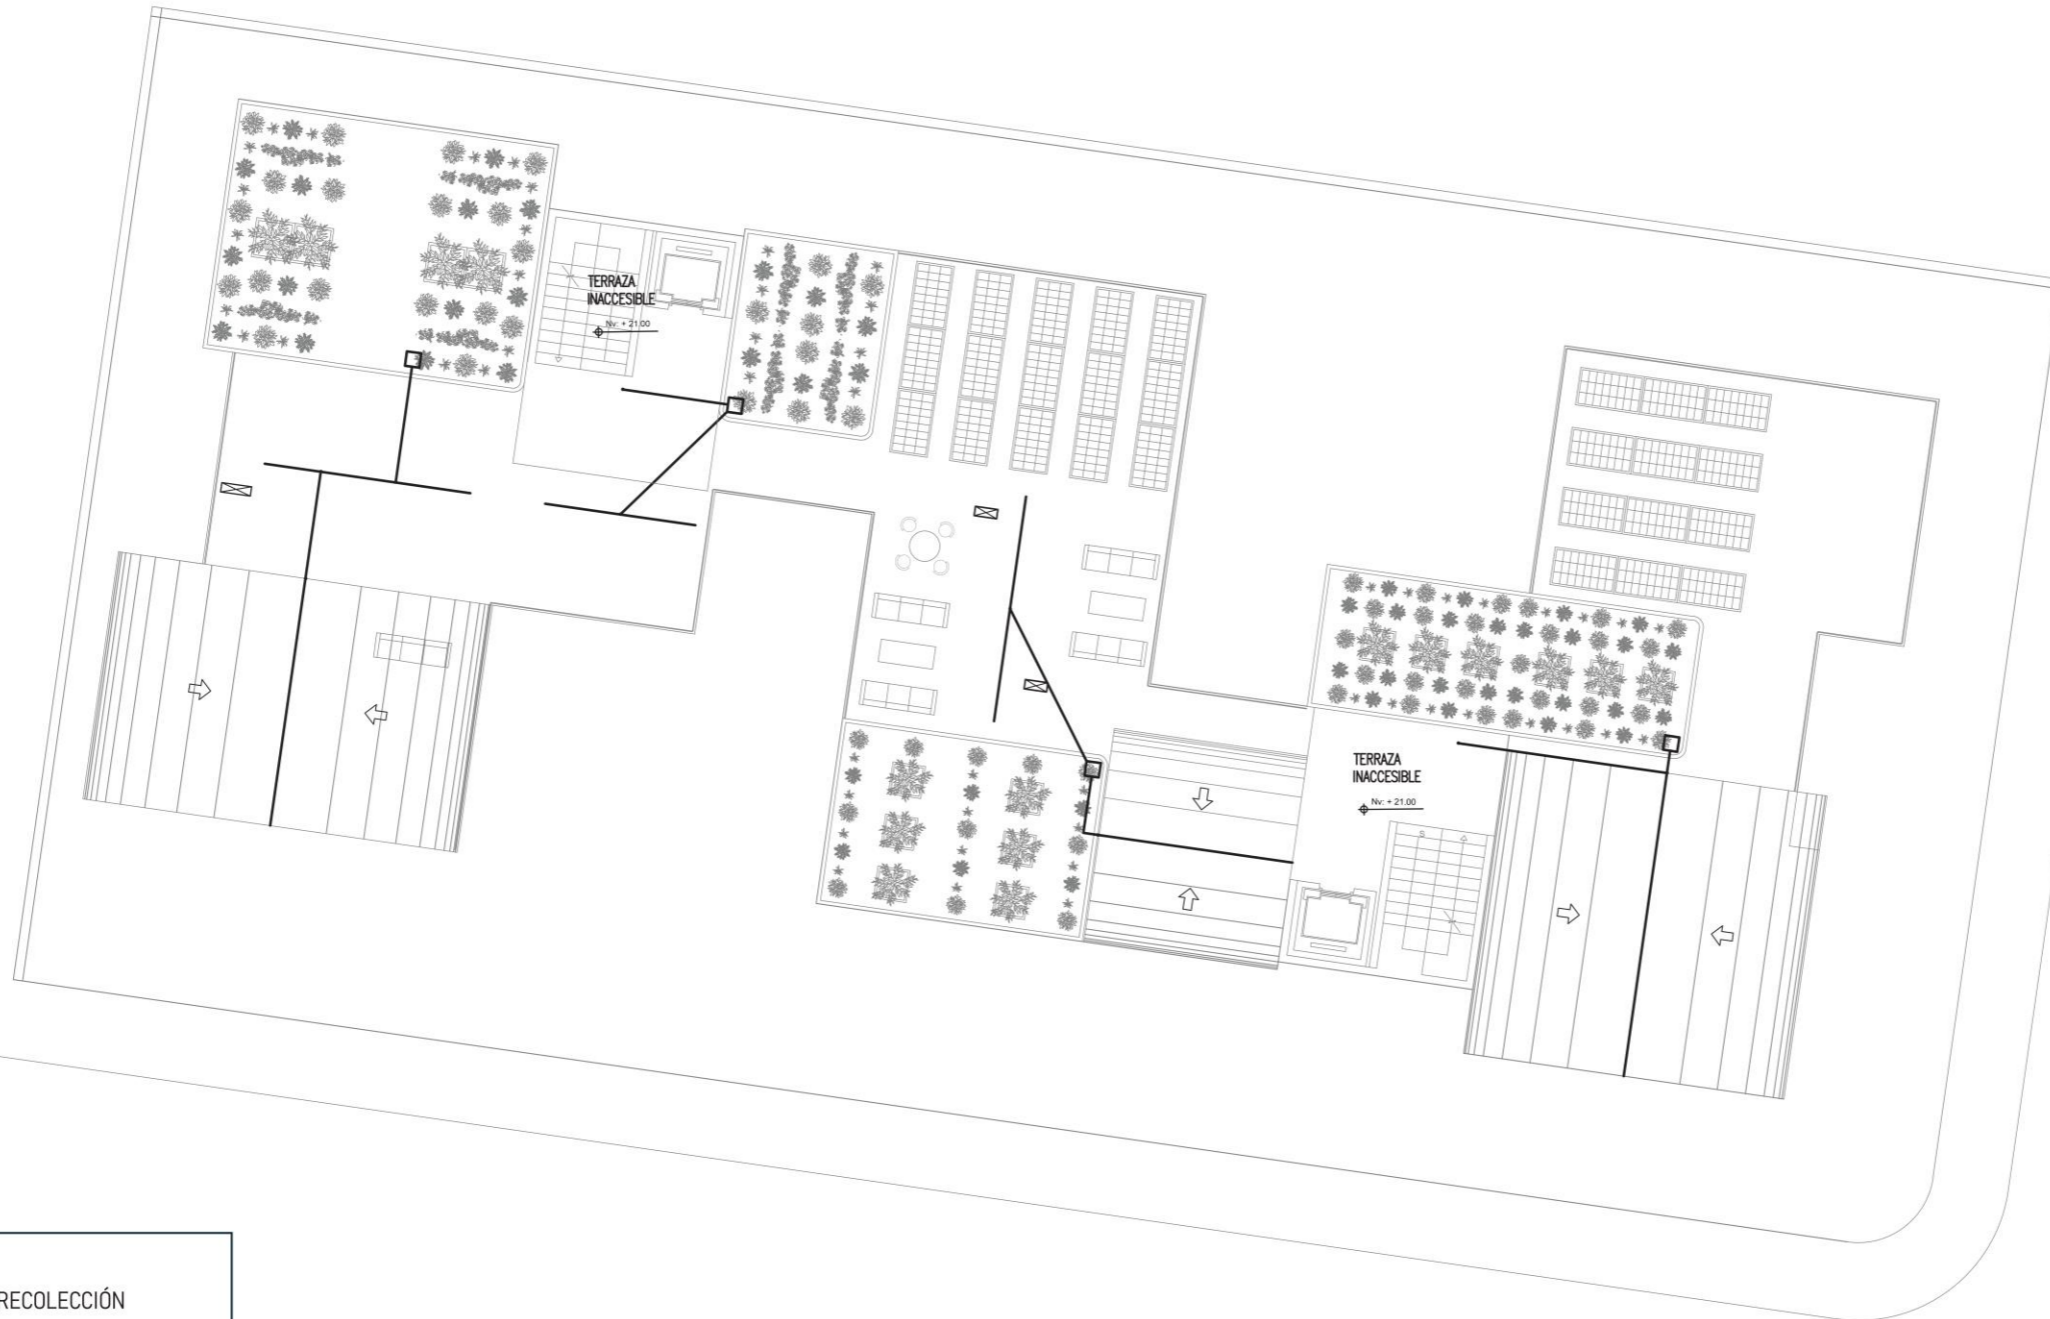 TERRAZA
INACCESIBLE
Nv: + 21.00
TERRAZA
INACCESIBLE
Nv: + 21.00
S
RECOLECCIÓN